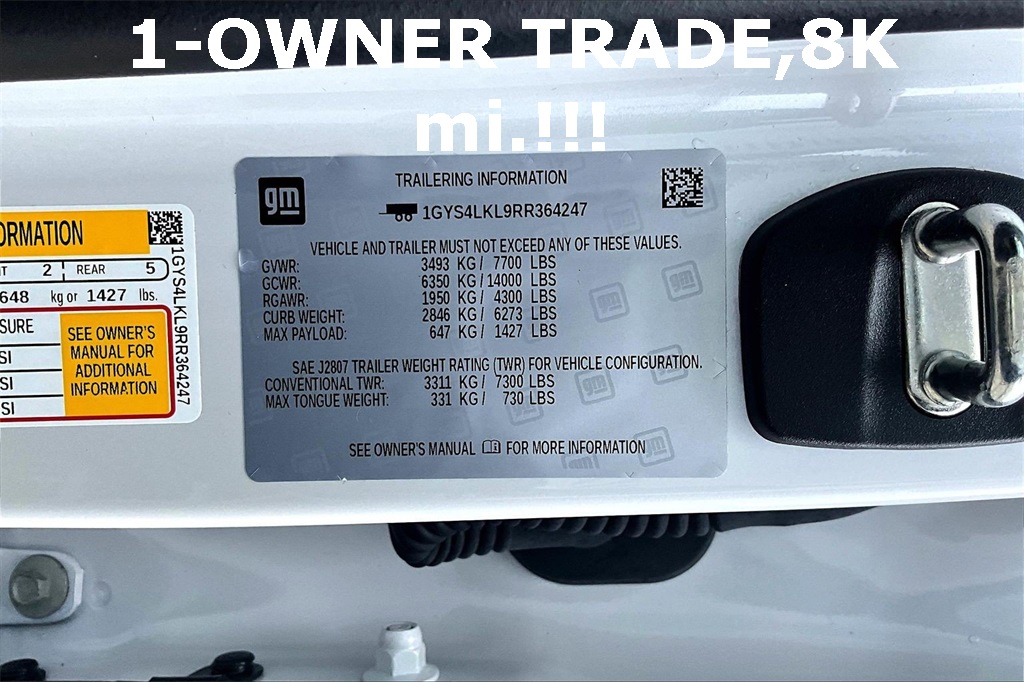 1-OWNER TRADE,8K
mi.!!!
gm
TRAILERING INFORMATION
1GYS4LKL9RR364247
VEHICLE AND TRAILER MUST NOT EXCEED ANY OF THESE VALUES.
GVWR: 3493 KG/ 7700 LBS
GCWR: 6350 KG/14000 LBS
RGAWR: 1950 KG/ 4300 LBS
CURB WEIGHT: 2846 KG/ 6273 LBS
MAX PAYLOAD: 647 KG/ 1427 LBS
SAE J2807 TRAILER WEIGHT RATING (TWR) FOR VEHICLE CONFIGURATION.
CONVENTIONAL TWR: 3311 KG/ 7300 LBS
MAX TONGUE WEIGHT: 331 KG/ 730 LBS
SEE OWNER'S MANUAL FOR MORE INFORMATION
ORMATION
T 2 REAR 5
648 kg or 1427 lbs.
SURE
SI
SI
SI
SEE OWNER'S
MANUAL FOR
ADDITIONAL
INFORMATION
1GYS4LKL9RR364247